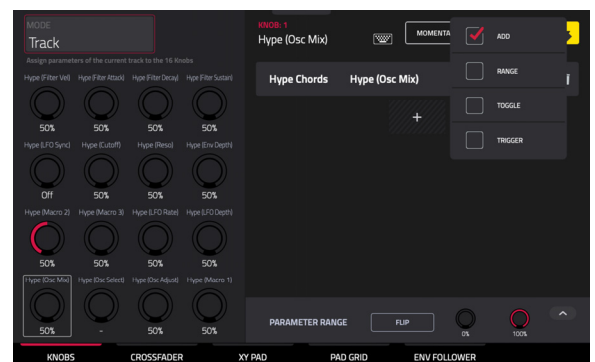 MODE
Track
Assign parameters of the current track to the 16 Knobs
Hype (Filter Vel) Hype (Filter Attack) Hype (Filter Decay) Hype (Filter Sustan)
50% 50% 50% 50%
Hype (LFO Sync) Hype (Cutoff) Hype (Reso) Hype (Env Depth)
Off 50% 50% 50%
Hype (Macro 2) Hype (Macro 3) Hype (LFO Rate) Hype (LFO Depth)
50% 50% 50% 50%
Hype (Osc Mix) Hype (Osc Select) Hype (Osc Adjust) Hype (Macro 1)
50% - 50% 50%
KNOB: 1
Hype (Osc Mix)
MOMENTA
ADD
RANGE
TOGGLE
TRIGGER
Hype Chords Hype (Osc Mix)
+
PARAMETER RANGE FLIP 0% 100%
KNOBS CROSSFADER XY PAD PAD GRID ENV FOLLOWER